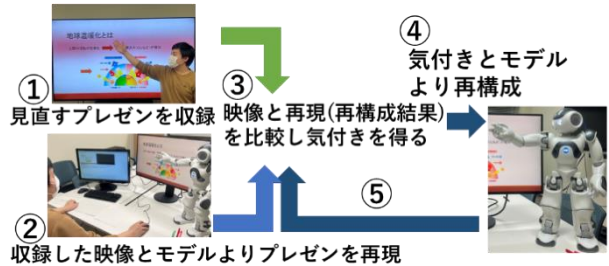 地球温暖化とは
①
見直すプレゼンを収録
②
収録した映像とモデルよりプレゼンを再現
③
映像と再現(再構成結果)
を比較し気付きを得る
④
気付きとモデル
より再構成
⑤